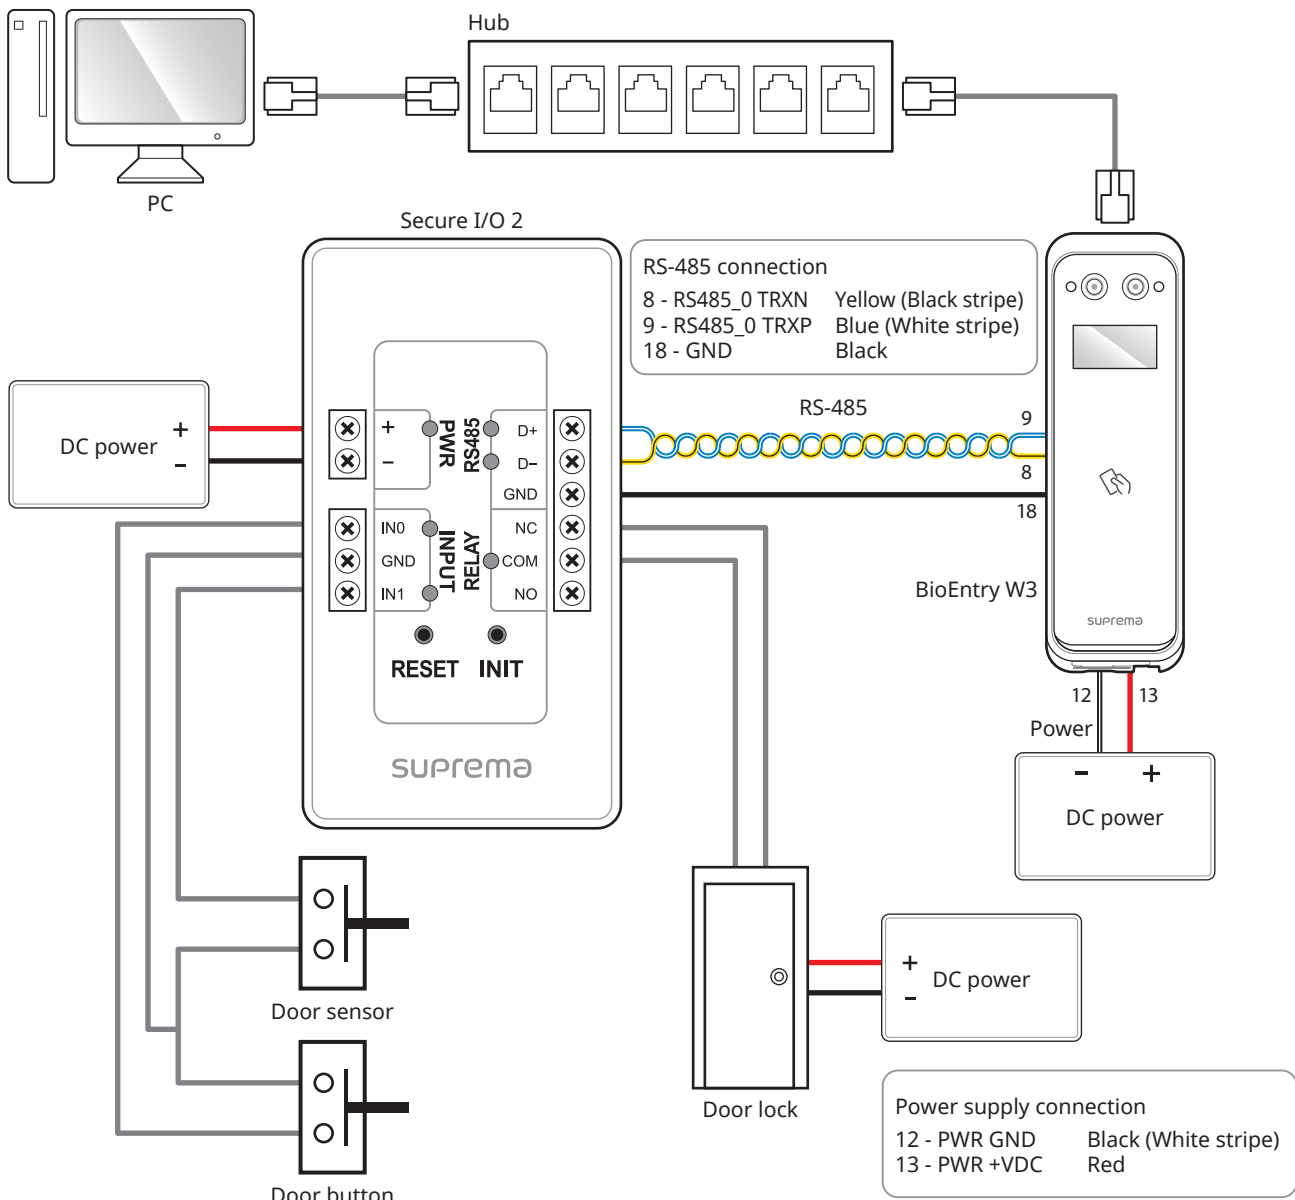 Hub
PC
Secure I/O 2
RS-485 connection
8 - RS485_0 TRXN Yellow (Black stripe)
9 - RS485_0 TRXP Blue (White stripe)
18 - GND Black
DC power + −
+ PWR RS485 D+
− D−
GND
RS-485
9
8
18
IN0 INPUT RELAY NC
GND COM
IN1 NO
RESET INIT
suprema
BioEntry W3
suprema
12 13
Power
− +
DC power
Door sensor
Door button
Door lock
+ DC power
−
Power supply connection
12 - PWR GND Black (White stripe)
13 - PWR +VDC Red